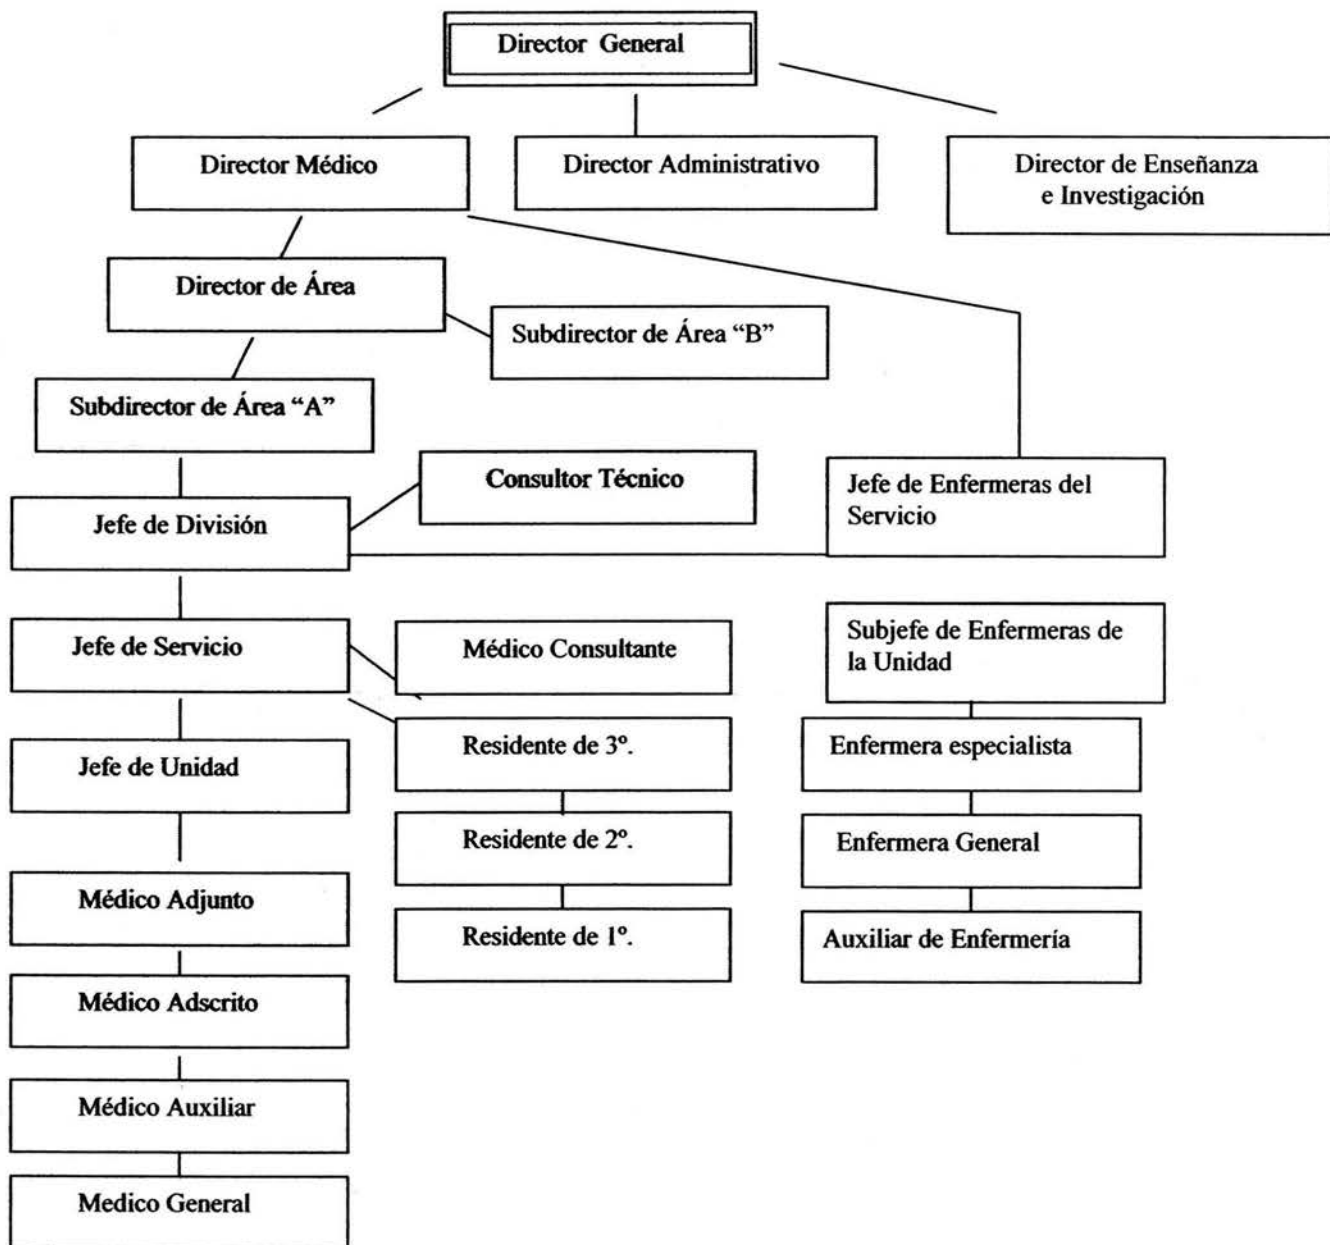 Director General
Director Médico
Director Administrativo
Director de Enseñanza
e Investigación
Director de Área
Subdirector de Área “B”
Subdirector de Área “A”
Consultor Técnico
Jefe de Enfermeras del
Servicio
Jefe de División
Jefe de Servicio
Médico Consultante
Subjefe de Enfermeras de
la Unidad
Residente de 3º.
Enfermera especialista
Jefe de Unidad
Residente de 2º.
Enfermera General
Médico Adjunto
Residente de 1º.
Auxiliar de Enfermería
Médico Adscrito
Médico Auxiliar
Medico General